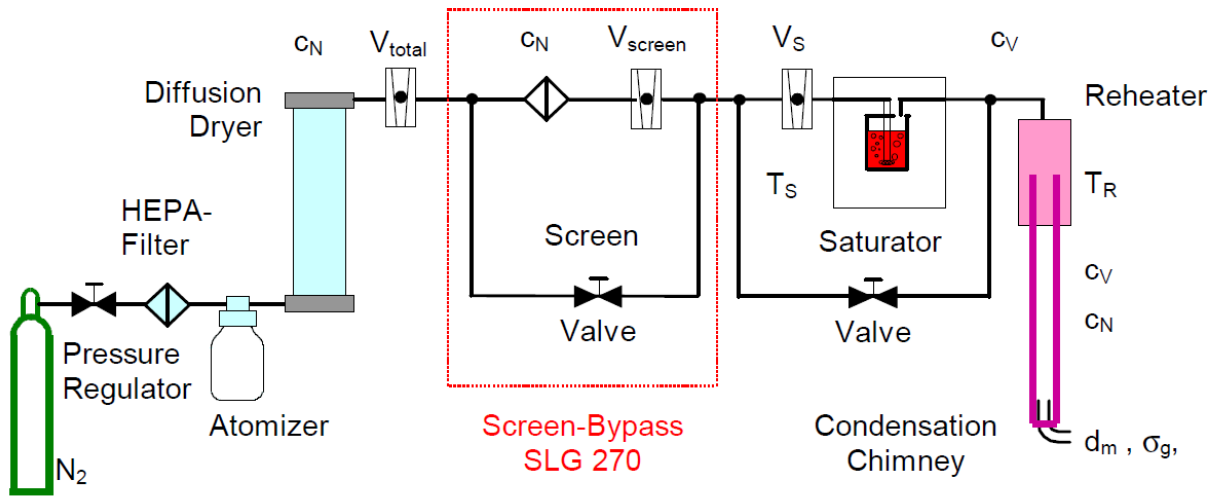 c_N
V_total
c_N
V_screen
V_S
c_V
Diffusion
Dryer
Reheater
HEPA-
Filter
T_S
T_R
Screen
Saturator
c_V
Valve
Valve
c_N
Pressure
Regulator
Atomizer
Screen-Bypass
SLG 270
Condensation
Chimney
d_m , σ_g,
N_2